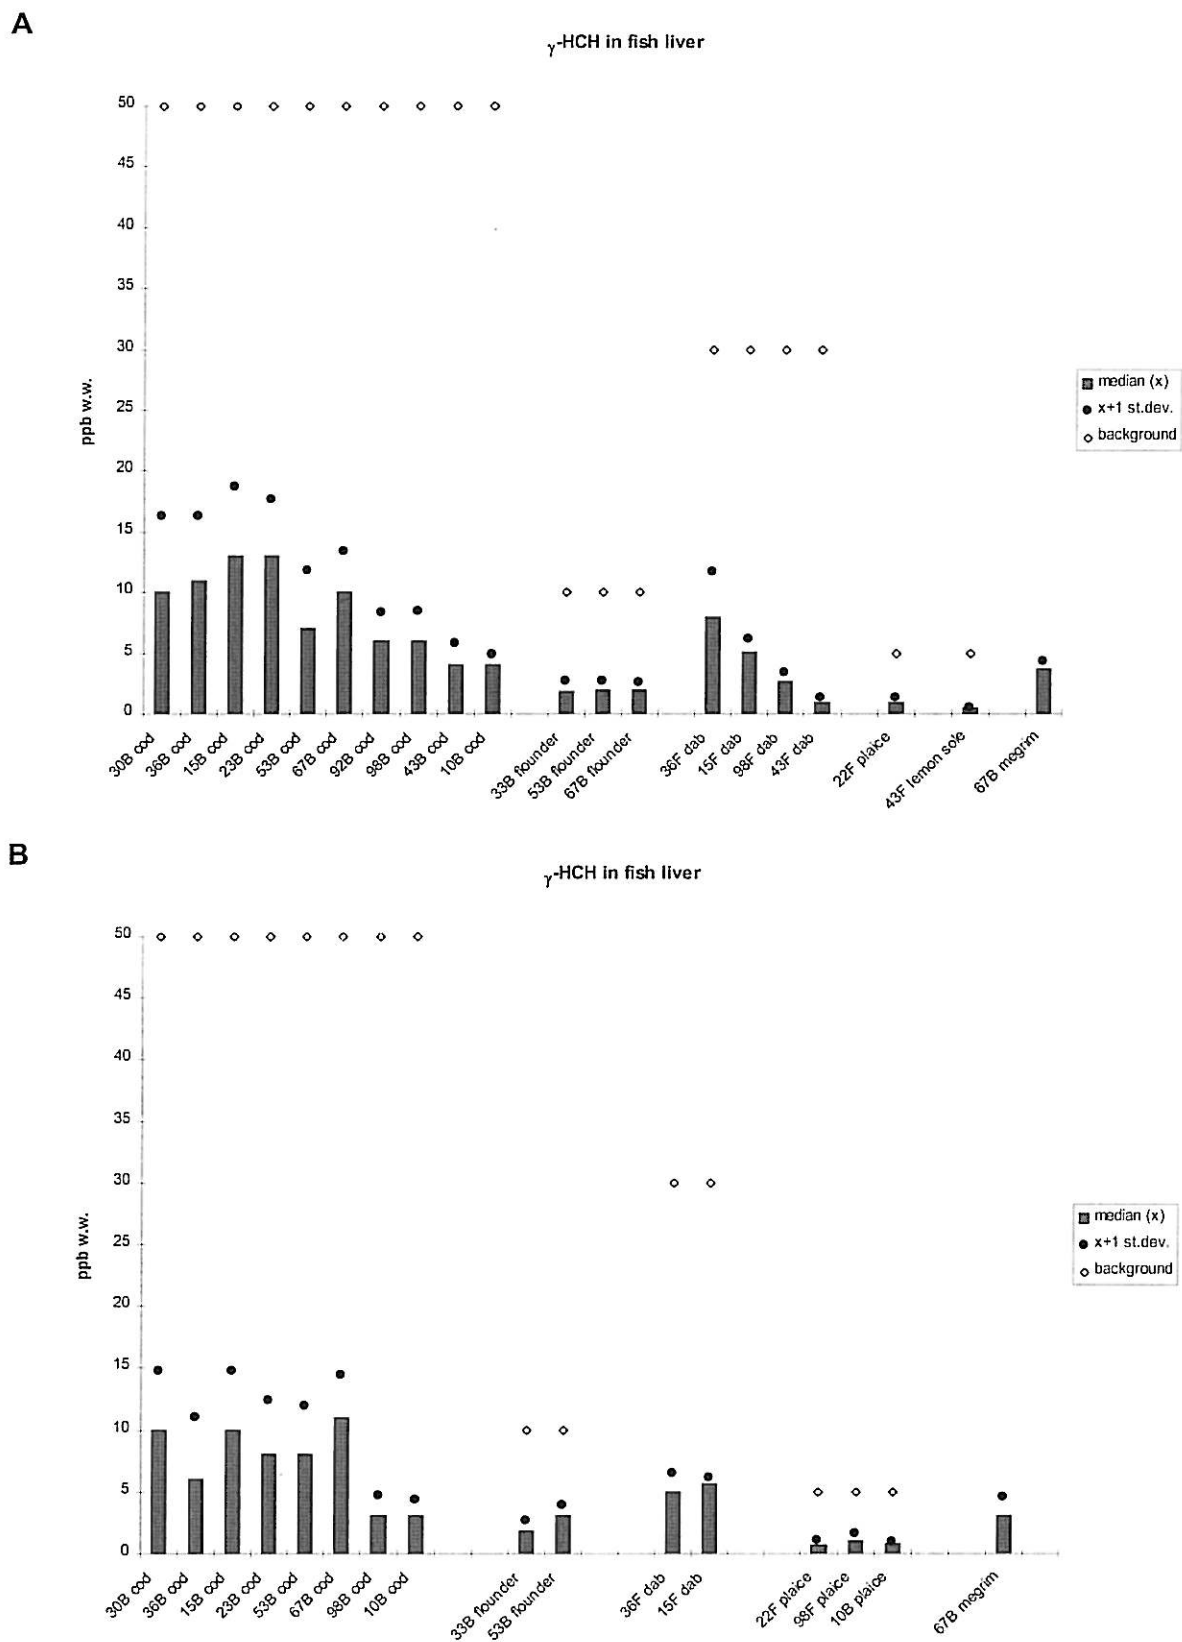 A
γ-HCH in fish liver
50
45
40
35
30
25
20
15
10
5
0
ppb w.w.
median (x)
x+1 st.dev.
background
30B cod
36B cod
15B cod
23B cod
53B cod
67B cod
92B cod
98B cod
43B cod
10B cod
33B flounder
53B flounder
67B flounder
36F dab
15F dab
98F dab
43F dab
22F plaice
43F lemon sole
67B megrim
B
γ-HCH in fish liver
50
45
40
35
30
25
20
15
10
5
0
ppb w.w.
median (x)
x+1 st.dev.
background
30B cod
36B cod
15B cod
23B cod
53B cod
67B cod
98B cod
10B cod
33B flounder
53B flounder
36F dab
15F dab
22F plaice
98F plaice
10B plaice
67B megrim